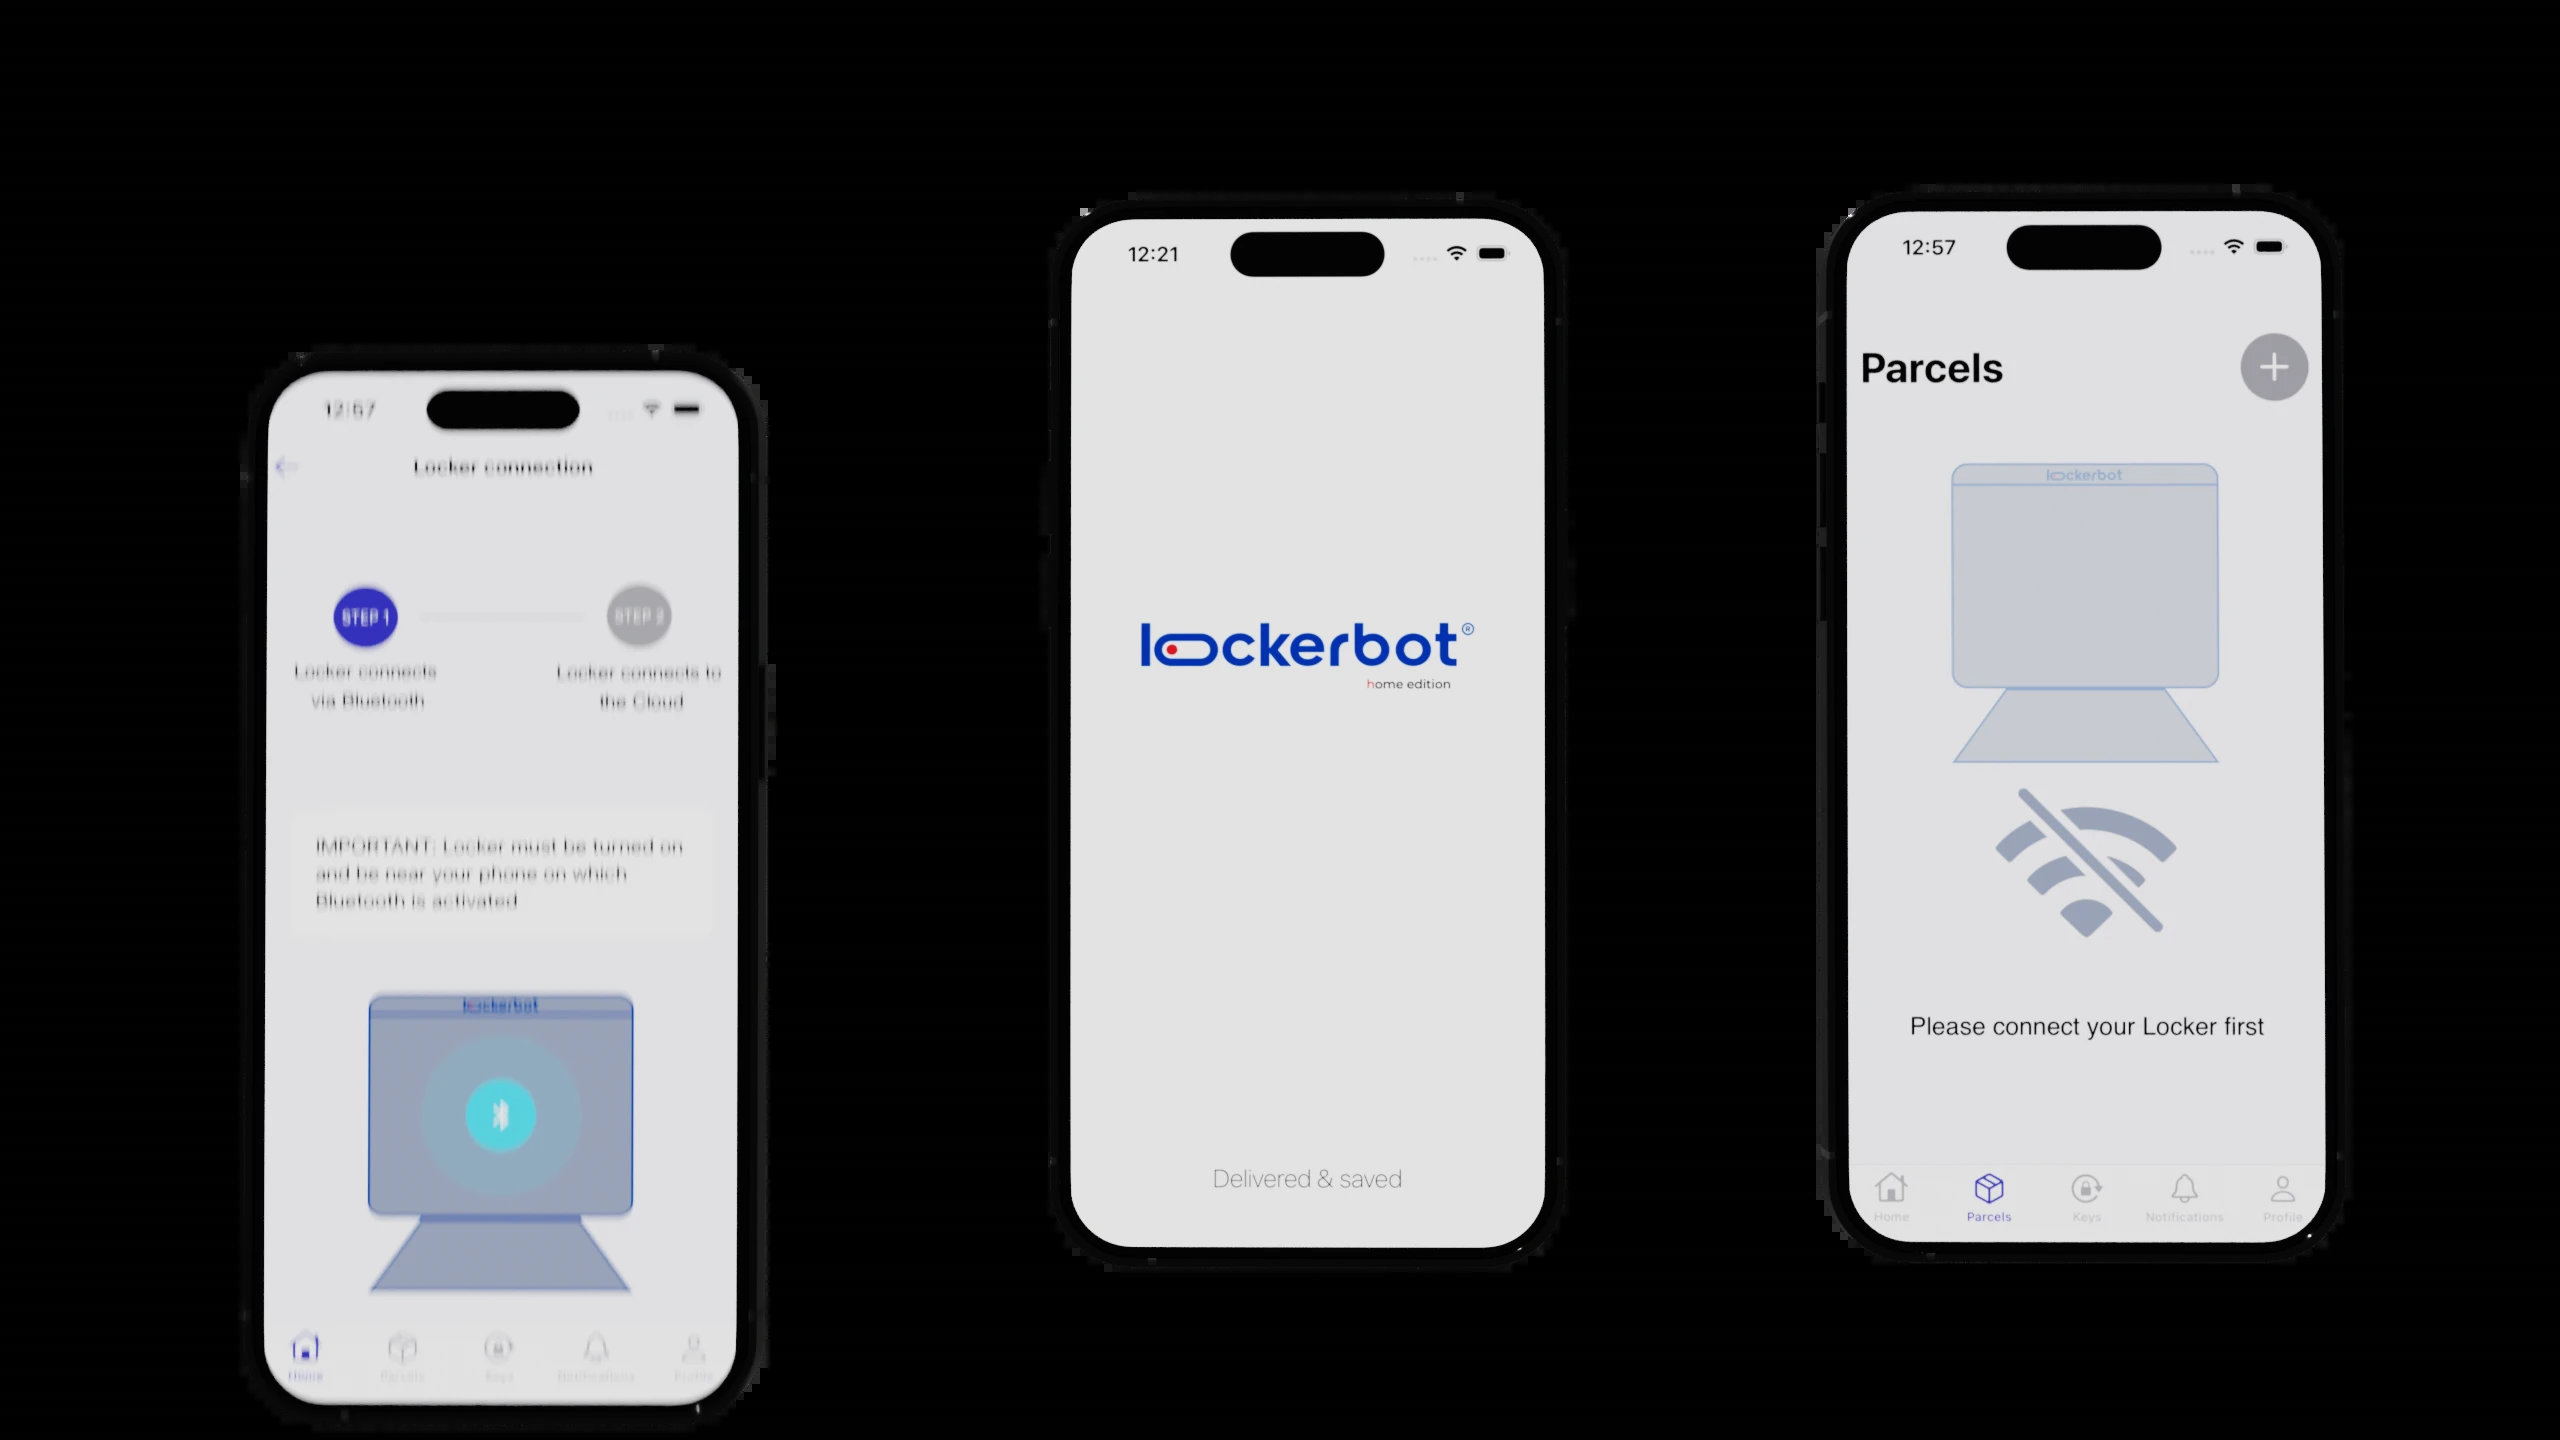 12:57
Locker connection
STEP 1
STEP 2
Locker connects
via Bluetooth
Locker connects to
the Cloud
IMPORTANT: Locker must be turned on
and be near your phone on which
Bluetooth is activated
lockerbot
Home
Parcels
Keys
Notifications
Profile
12:21
lockerbot®
home edition
Delivered & saved
12:57
Parcels
lockerbot
Please connect your Locker first
Home
Parcels
Keys
Notifications
Profile